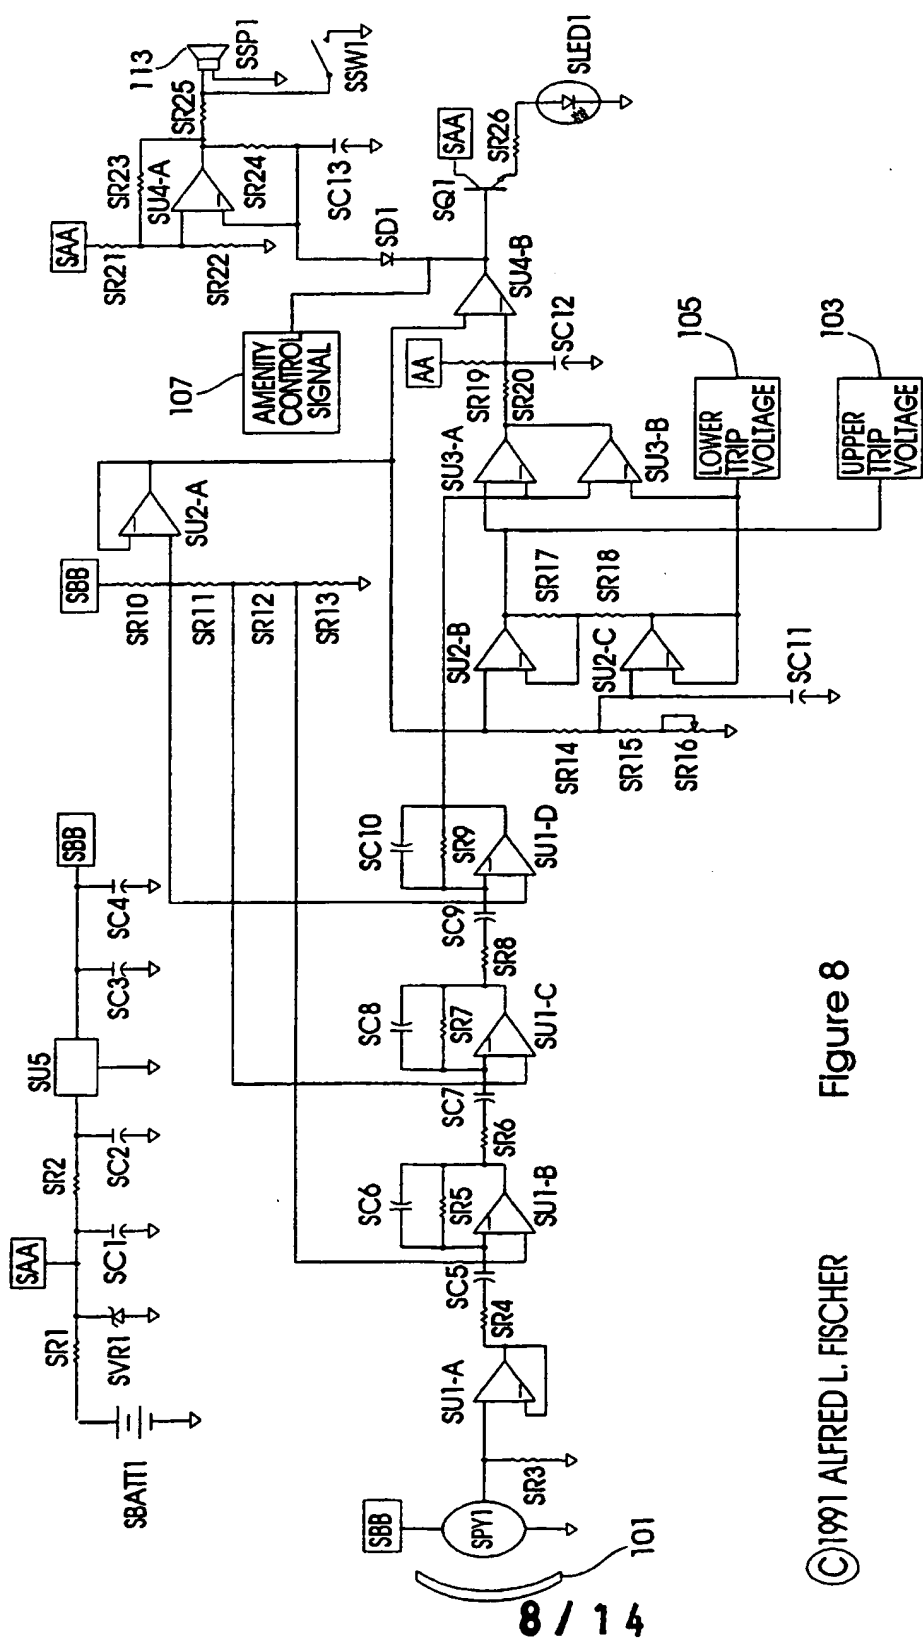 SBATT1
SR1
SVR1
SAA
SC1
SR2
SC2
SU5
SC3
SC4
SBB
SBB
SPY1
101
SR3
SU1-A
SR4
SC5
SC6
SR5
SU1-B
SR6
SC7
SC8
SR7
SU1-C
SR8
SC9
SC10
SR9
SU1-D
SBB
SR10
SR11
SR12
SR13
SU2-A
SR14
SR15
SR16
SC11
SU2-B
SU2-C
SR17
SR18
SU3-A
SU3-B
LOWER
TRIP
VOLTAGE
105
UPPER
TRIP
VOLTAGE
103
AA
SR19
SR20
SC12
SU4-B
107
AMENITY
CONTROL
SIGNAL
SD1
SAA
SR21
SR22
SR23
SU4-A
SR24
SC13
SR25
113
SSP1
SSW1
SQ1
SAA
SR26
SLED1
©1991 ALFRED L. FISCHER
Figure 8
8/14